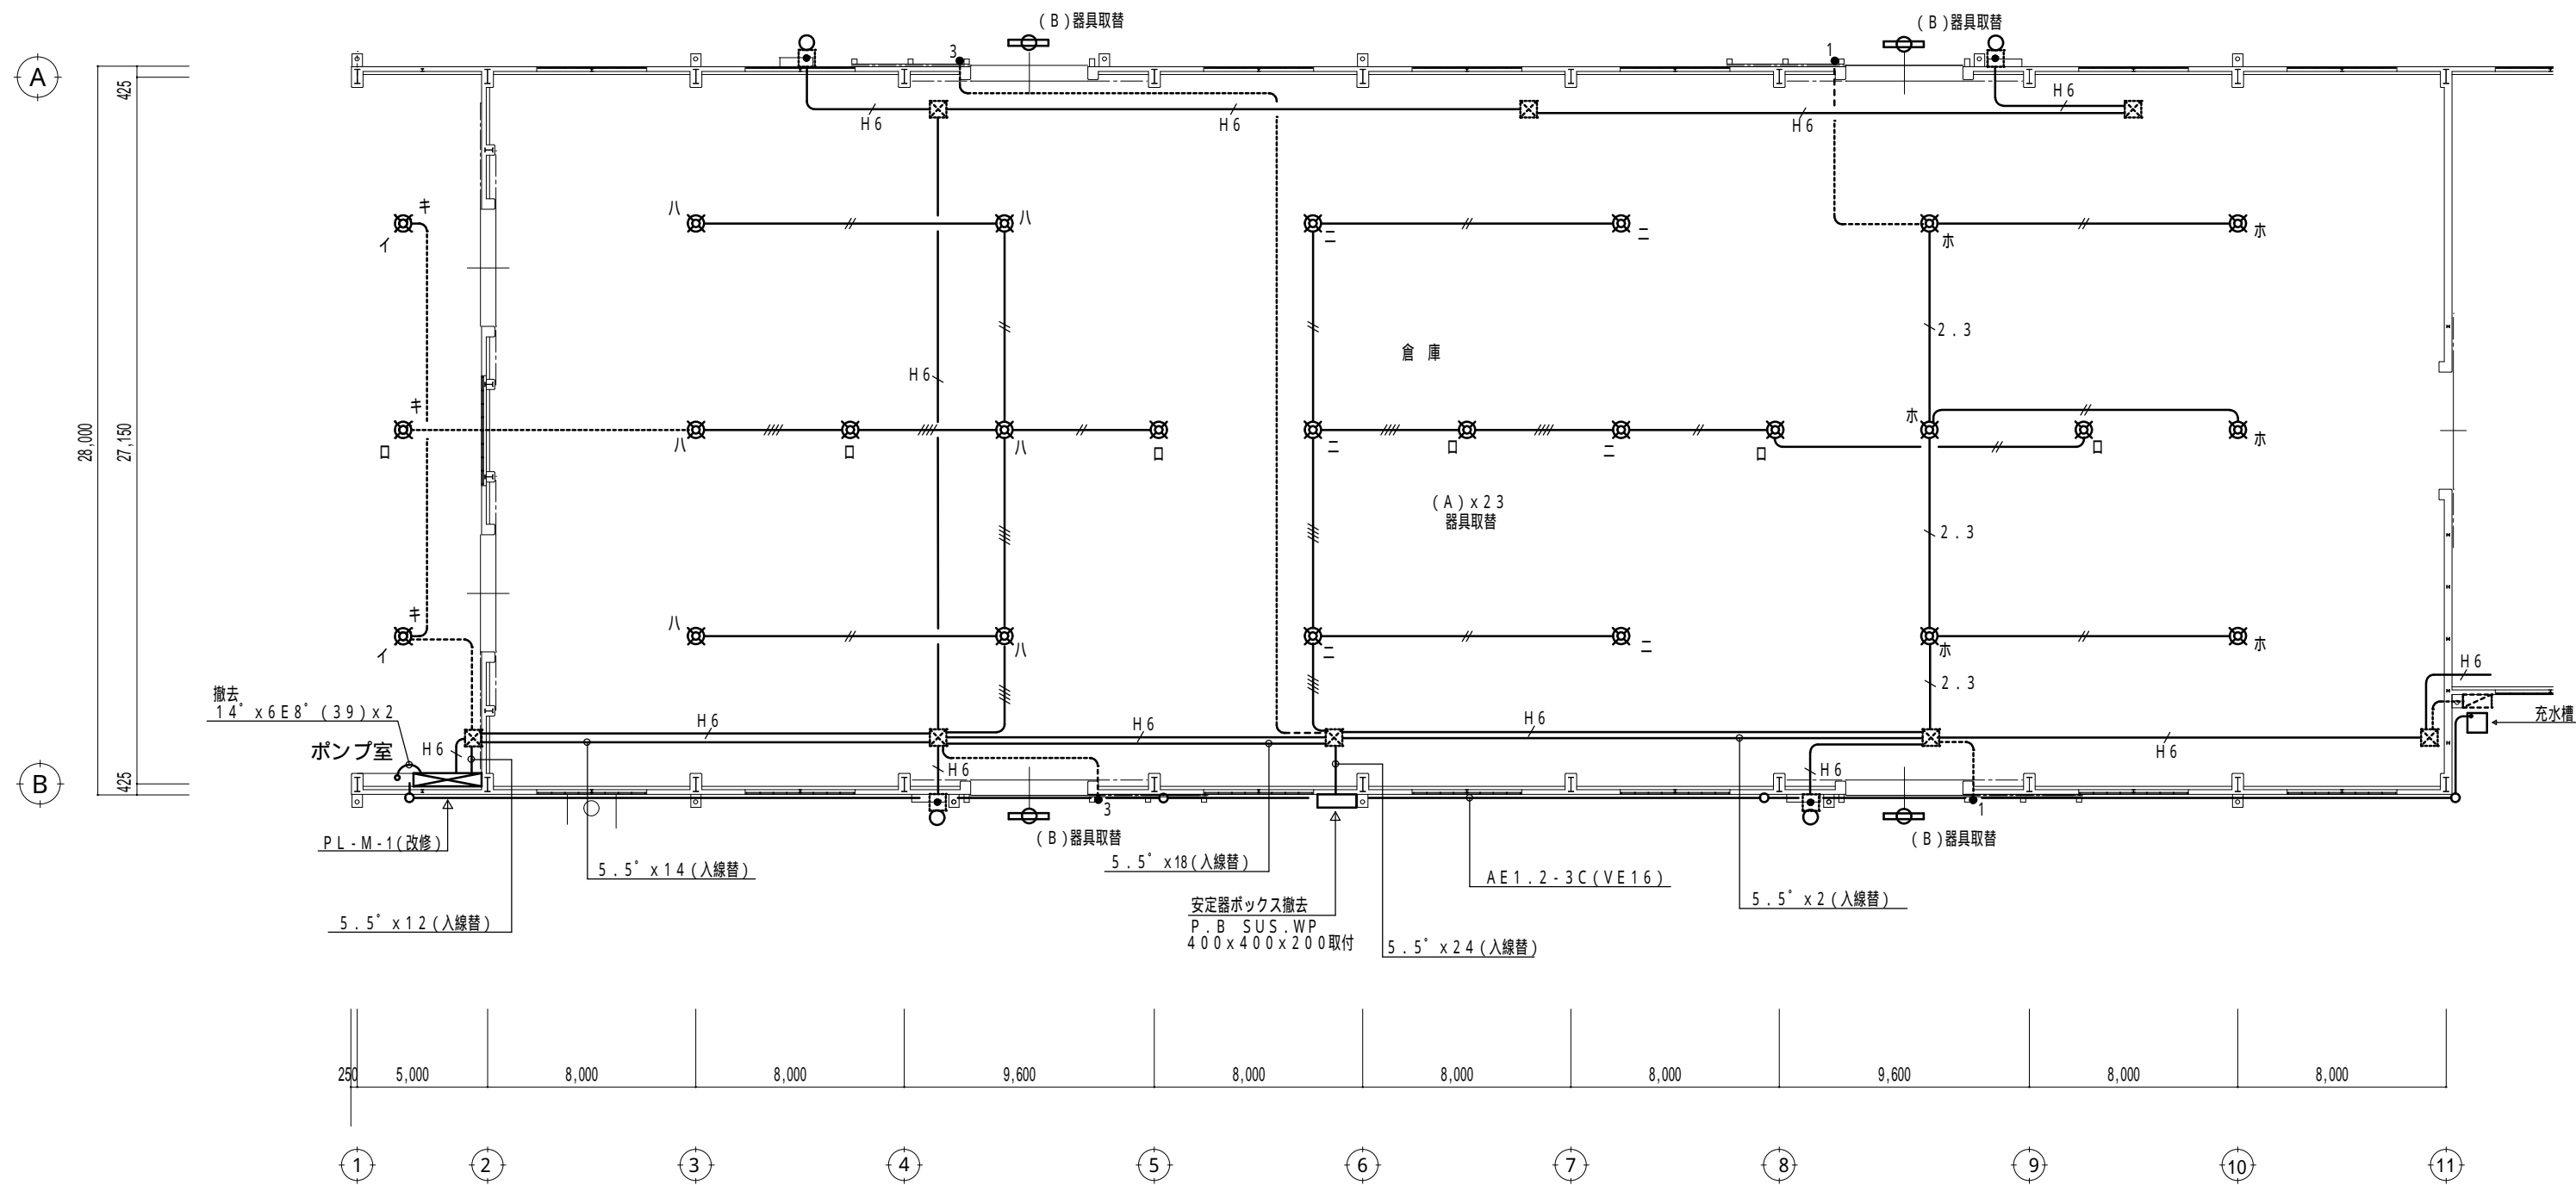 (B)器具取替
(B)器具取替
A
425
3
1
H6
H6
H6
H6
キ
イ
ハ
ハ
ニ
ニ
ホ
ホ
2.3
倉 庫
H6
28,000
27,150
キ
ロ
ハ
ロ
ハ
ロ
ニ
ロ
ニ
ロ
ホ
ロ
ホ
(A)x23
器具取替
2.3
キ
イ
ハ
ハ
ニ
ニ
ホ
ホ
2.3
H6
撤去
14°x6E8°(39)x2
充水槽
ポンプ室
H6
H6
H6
H6
H6
H6
H6
B
425
3
1
(B)器具取替
(B)器具取替
PL-M-1(改修)
5.5°x14(入線替)
5.5°x18(入線替)
AE1.2-3C(VE16)
5.5°x2(入線替)
5.5°x12(入線替)
安定器ボックス撤去
P.B SUS.WP
400x400x200取付
5.5°x24(入線替)
250
5,000
8,000
8,000
9,600
8,000
8,000
8,000
9,600
8,000
8,000
1
2
3
4
5
6
7
8
9
10
11